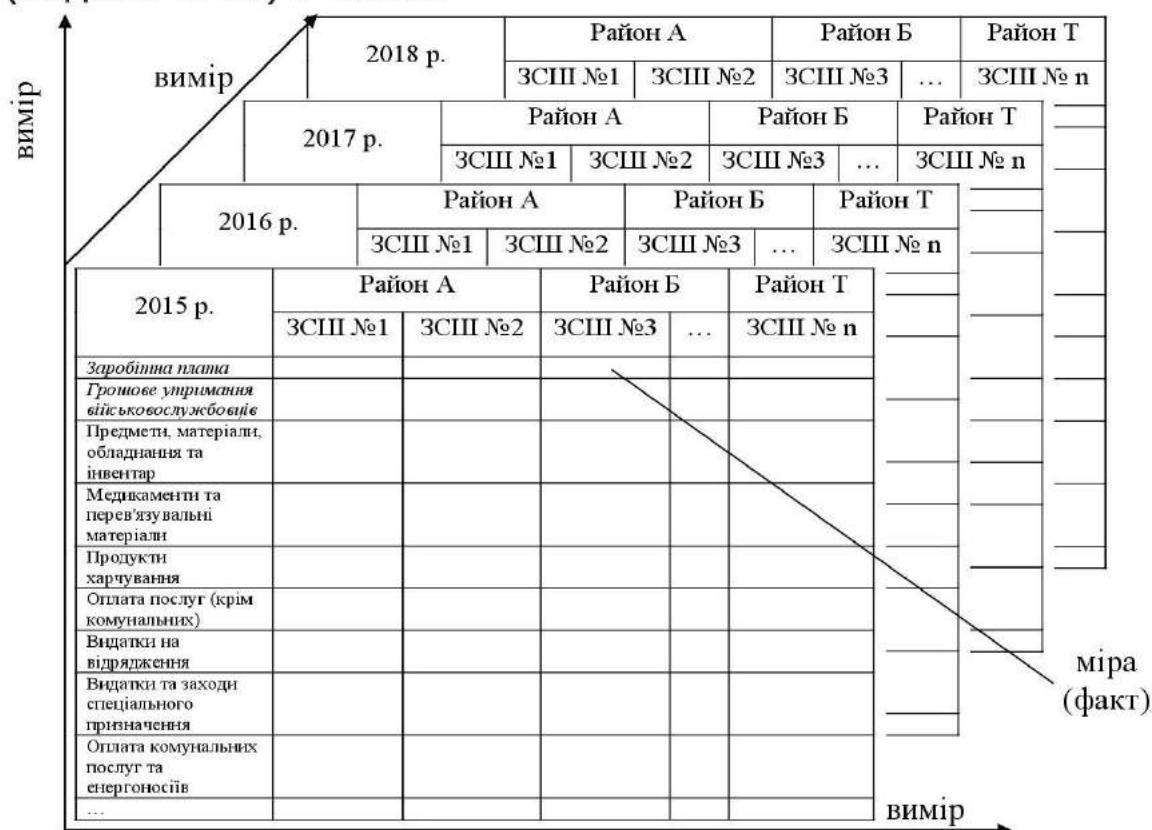 вимір
вимір
2018 р.
Район А
Район Б
Район Т
ЗСШ №1
ЗСШ №2
ЗСШ №3
…
ЗСШ № n
2017 р.
Район А
Район Б
Район Т
ЗСШ №1
ЗСШ №2
ЗСШ №3
…
ЗСШ № n
2016 р.
Район А
Район Б
Район Т
ЗСШ №1
ЗСШ №2
ЗСШ №3
…
ЗСШ № n
2015 р.
Район А
Район Б
Район Т
ЗСШ №1
ЗСШ №2
ЗСШ №3
…
ЗСШ № n
Заробітна плата
Грошове утримання
військовослужбовців
Предмети, матеріали,
обладнання та
інвентар
Медикаменти та
перев'язувальні
матеріали
Продукти
харчування
Оплата послуг (крім
комунальних)
Видатки на
відрядження
Видатки та заходи
спеціального
призначення
Оплата комунальних
послуг та
енергоносіїв
…
міра
(факт)
вимір